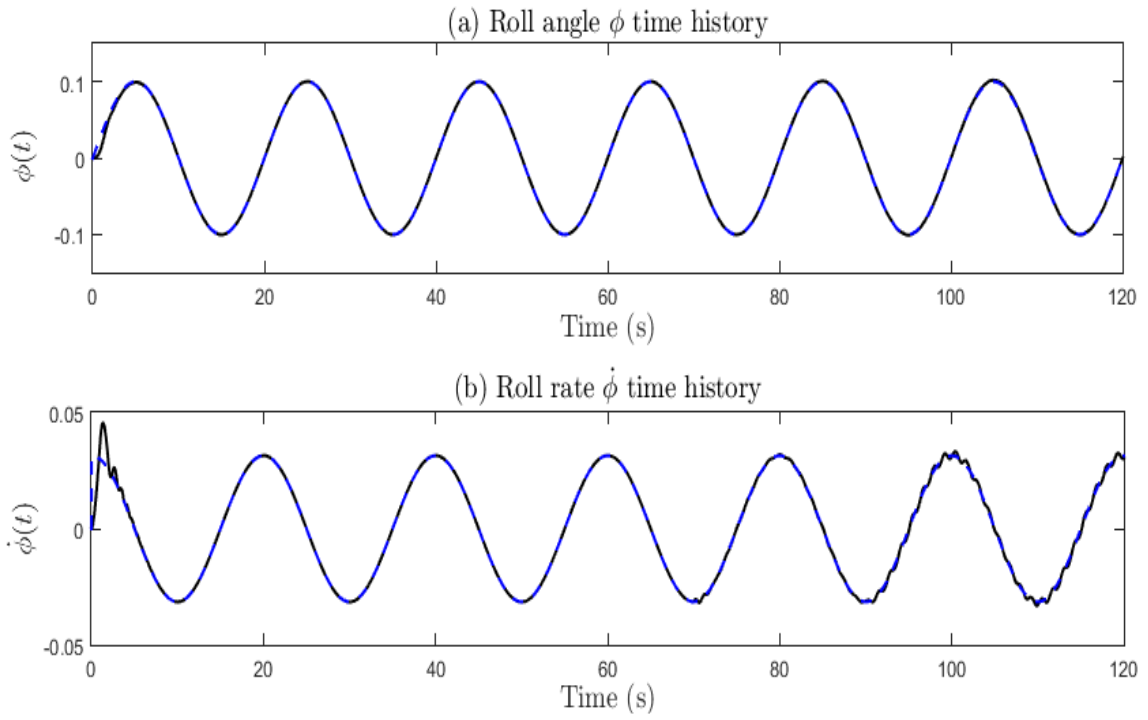 (a) Roll angle ϕ time history
ϕ(t)
0.1
0
-0.1
0 20 40 60 80 100 120
Time (s)
(b) Roll rate ϕ̇ time history
ϕ̇(t)
0.05
0
-0.05
0 20 40 60 80 100 120
Time (s)